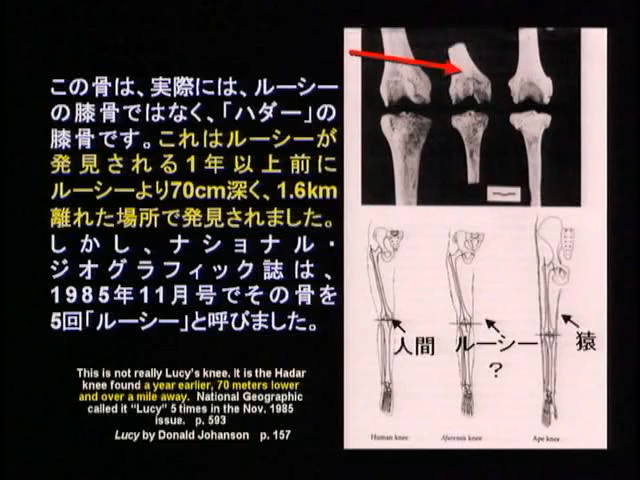 この骨は、実際には、ルーシー
の膝骨ではなく、「ハダー」の
膝骨です。これはルーシーが
発見される1年以上前に
ルーシーより70cm深く、1.6km
離れた場所で発見されました。
しかし、ナショナル・
ジオグラフィック誌は、
1985年11月号でその骨を
5回「ルーシー」と呼びました。
This is not really Lucy's knee. It is the Hadar
knee found a year earlier, 70 meters lower
and over a mile away. National Geographic
called it "Lucy" 5 times in the Nov. 1985
issue. p. 593
Lucy by Donald Johanson p. 157
人間 ルーシー 猿
?
Human knee Afarensis knee Ape knee